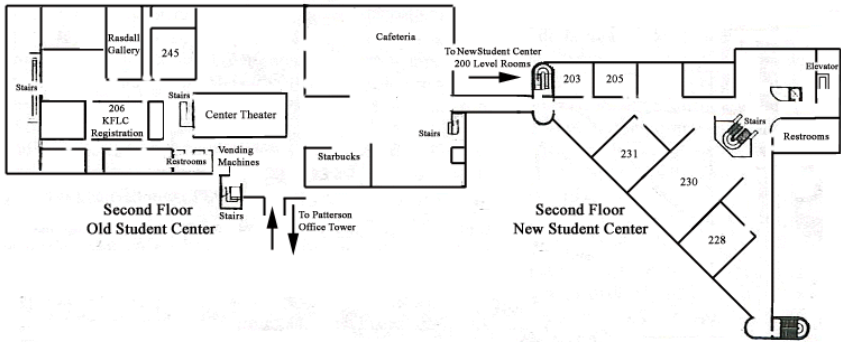 Rasdall
Gallery
245
Cafeteria
To New Student Center
200 Level Rooms
203
205
Elevator
Stairs
Stairs
206
KFLC
Registration
Center Theater
Stairs
Stairs
Restrooms
Restrooms
Vending
Machines
Starbucks
231
230
228
Stairs
Second Floor
Old Student Center
To Patterson
Office Tower
Second Floor
New Student Center